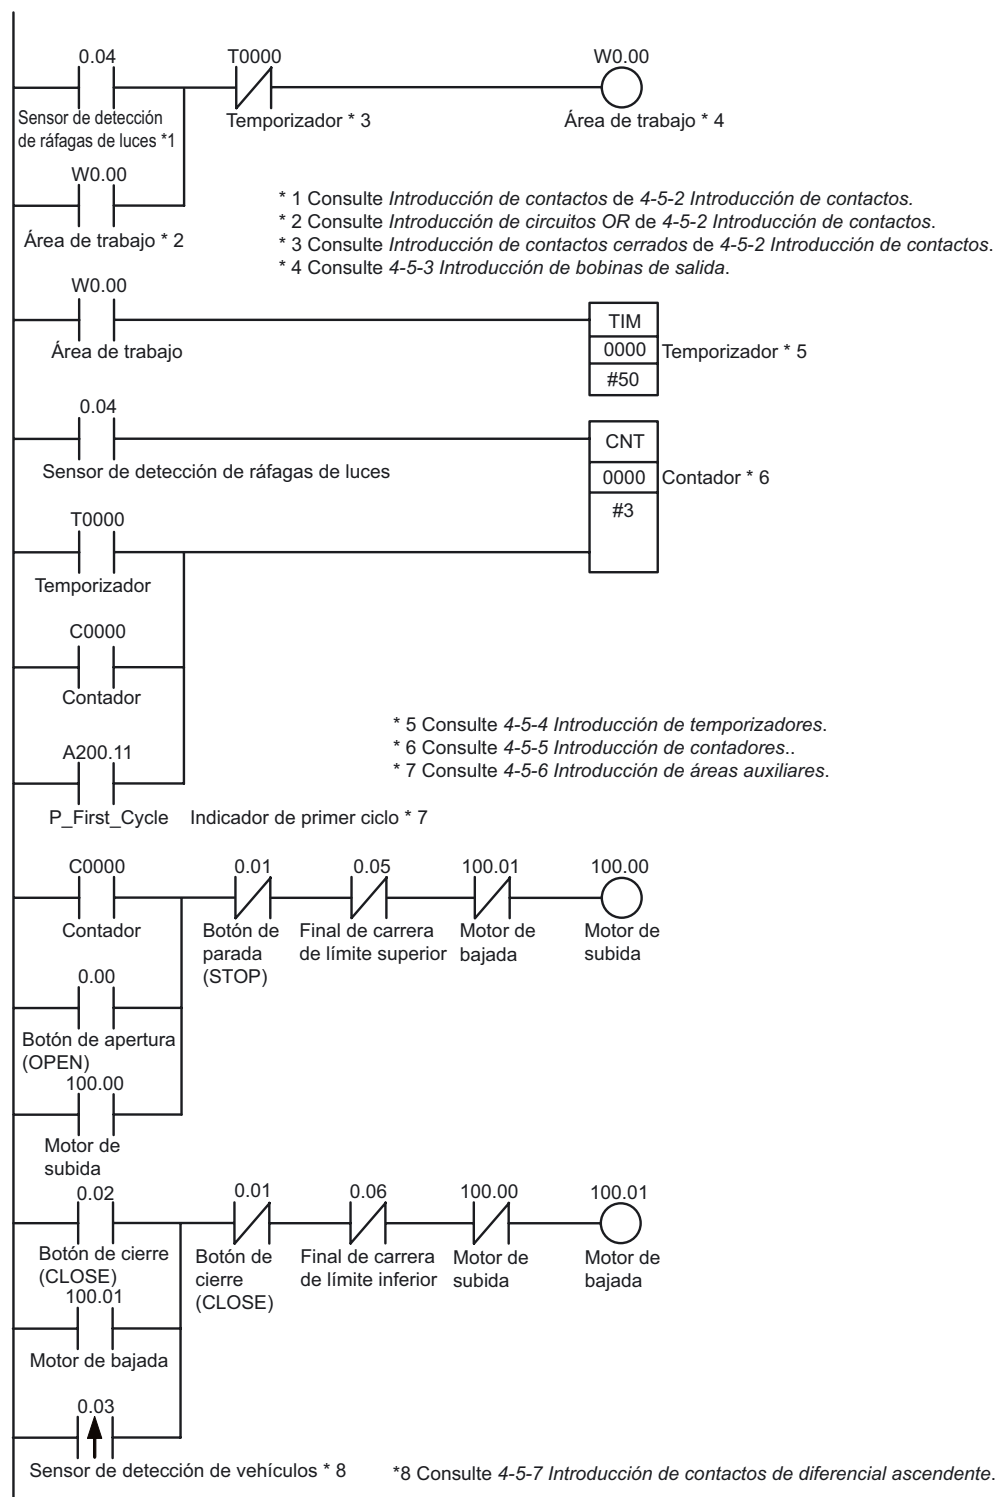 0.04 T0000 W0.00
Sensor de detección
de ráfagas de luces *1
Temporizador * 3
Área de trabajo * 4
W0.00
Área de trabajo * 2
* 1 Consulte Introducción de contactos de 4-5-2 Introducción de contactos.
* 2 Consulte Introducción de circuitos OR de 4-5-2 Introducción de contactos.
* 3 Consulte Introducción de contactos cerrados de 4-5-2 Introducción de contactos.
* 4 Consulte 4-5-3 Introducción de bobinas de salida.
W0.00
Área de trabajo
TIM
0000 Temporizador * 5
#50
0.04
Sensor de detección de ráfagas de luces
CNT
0000 Contador * 6
#3
T0000
Temporizador
C0000
Contador
* 5 Consulte 4-5-4 Introducción de temporizadores.
* 6 Consulte 4-5-5 Introducción de contadores..
* 7 Consulte 4-5-6 Introducción de áreas auxiliares.
A200.11
P_First_Cycle Indicador de primer ciclo * 7
C0000 0.01 0.05 100.01 100.00
Contador
Botón de
parada
(STOP)
Final de carrera
de límite superior
Motor de
bajada
Motor de
subida
0.00
Botón de apertura
(OPEN)
100.00
Motor de
subida
0.02 0.01 0.06 100.00 100.01
Botón de cierre
(CLOSE)
Botón de
cierre
(CLOSE)
Final de carrera
de límite inferior
Motor de
subida
Motor de
bajada
100.01
Motor de bajada
0.03
Sensor de detección de vehículos * 8
*8 Consulte 4-5-7 Introducción de contactos de diferencial ascendente.